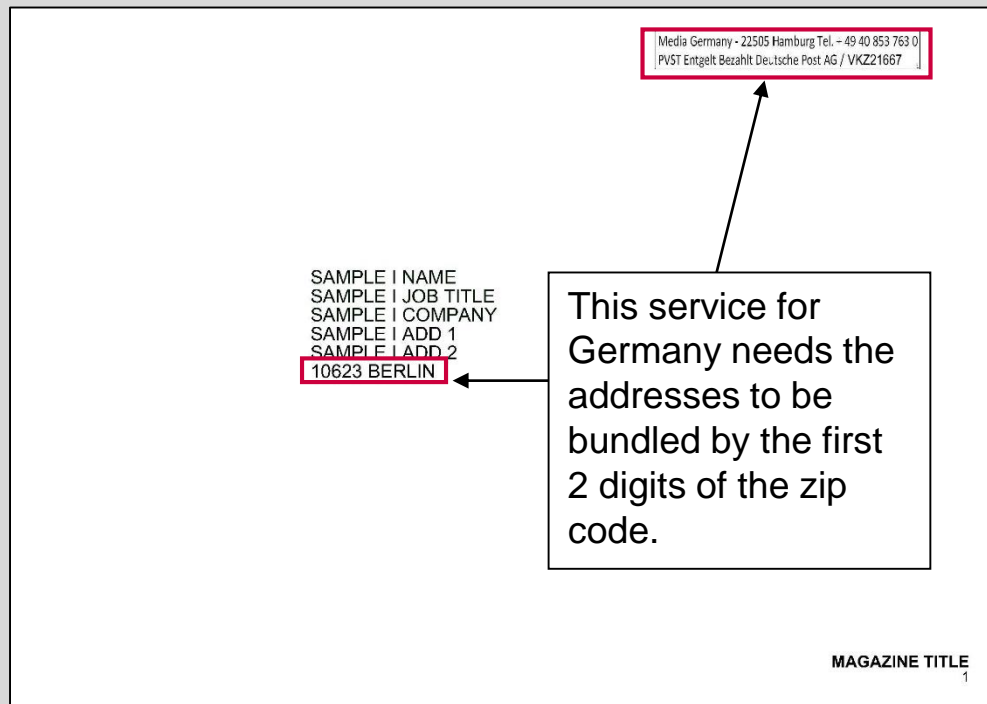 Media Germany - 22505 Hamburg Tel. + 49 40 853 763 0
PVST Entgelt Bezahlt Deutsche Post AG / VKZ21667
SAMPLE I NAME
SAMPLE I JOB TITLE
SAMPLE I COMPANY
SAMPLE I ADD 1
SAMPLE I ADD 2
10623 BERLIN
This service for
Germany needs the
addresses to be
bundled by the first
2 digits of the zip
code.
MAGAZINE TITLE
1